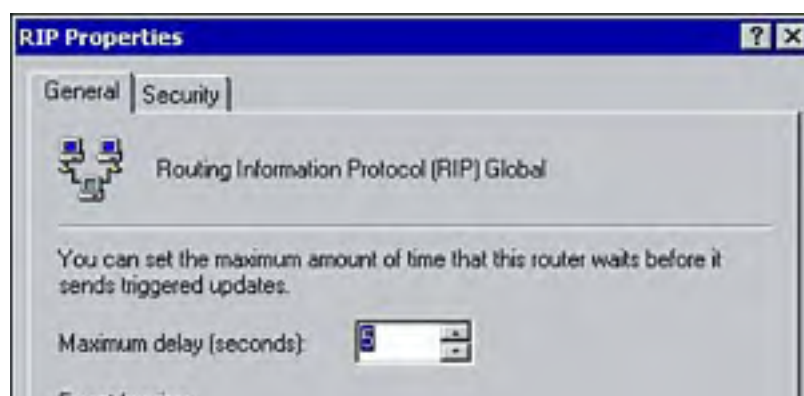 RIP Properties
General Security
Routing Information Protocol (RIP) Global
You can set the maximum amount of time that this router waits before it
sends triggered updates.
Maximum delay (seconds): 5